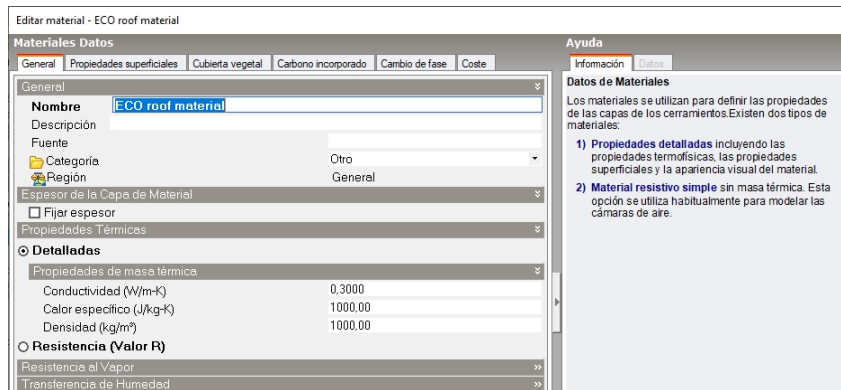 Editar material - ECO roof material
Materiales Datos
General Propiedades superficiales Cubierta vegetal Carbono incorporado Cambio de fase Coste
General
Nombre ECO roof material
Descripción
Fuente
Categoría Otro
Región General
Espesor de la Capa de Material
Fijar espesor
Propiedades Térmicas
Detalladas
Propiedades de masa térmica
Conductividad (W/m-K) 0,3000
Calor específico (J/kg-K) 1000,00
Densidad (kg/m³) 1000,00
Resistencia (Valor R)
Resistencia al Vapor
Transferencia de Humedad
Ayuda
Información Datos
Datos de Materiales
Los materiales se utilizan para definir las propiedades
de las capas de los cerramientos.Existen dos tipos de
materiales:
1) Propiedades detalladas incluyendo las
propiedades termofísicas, las propiedades
superficiales y la apariencia visual del material.
2) Material resistivo simple sin masa térmica. Esta
opción se utiliza habitualmente para modelar las
cámaras de aire.